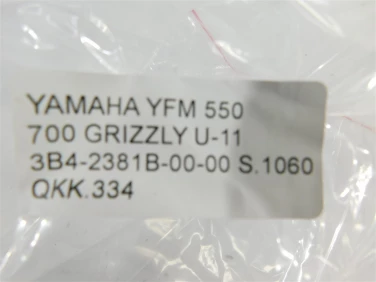 YAMAHA YFM 550
700 GRIZZLY U-11
3B4-2381B-00-00 S.1060
QKK.334